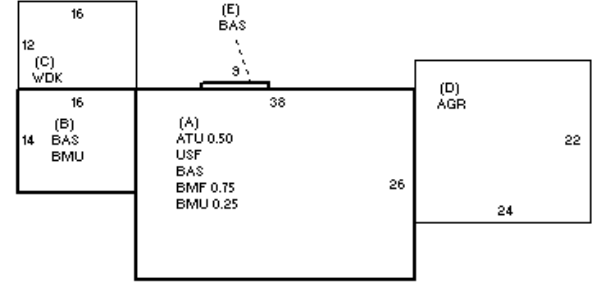 16
12
(C)
WDK
(E)
BAS
9
16
14
(B)
BAS
BMU
38
(A)
ATU 0.50
USF
BAS
BMF 0.75
BMU 0.25
26
(D)
AGR
22
24